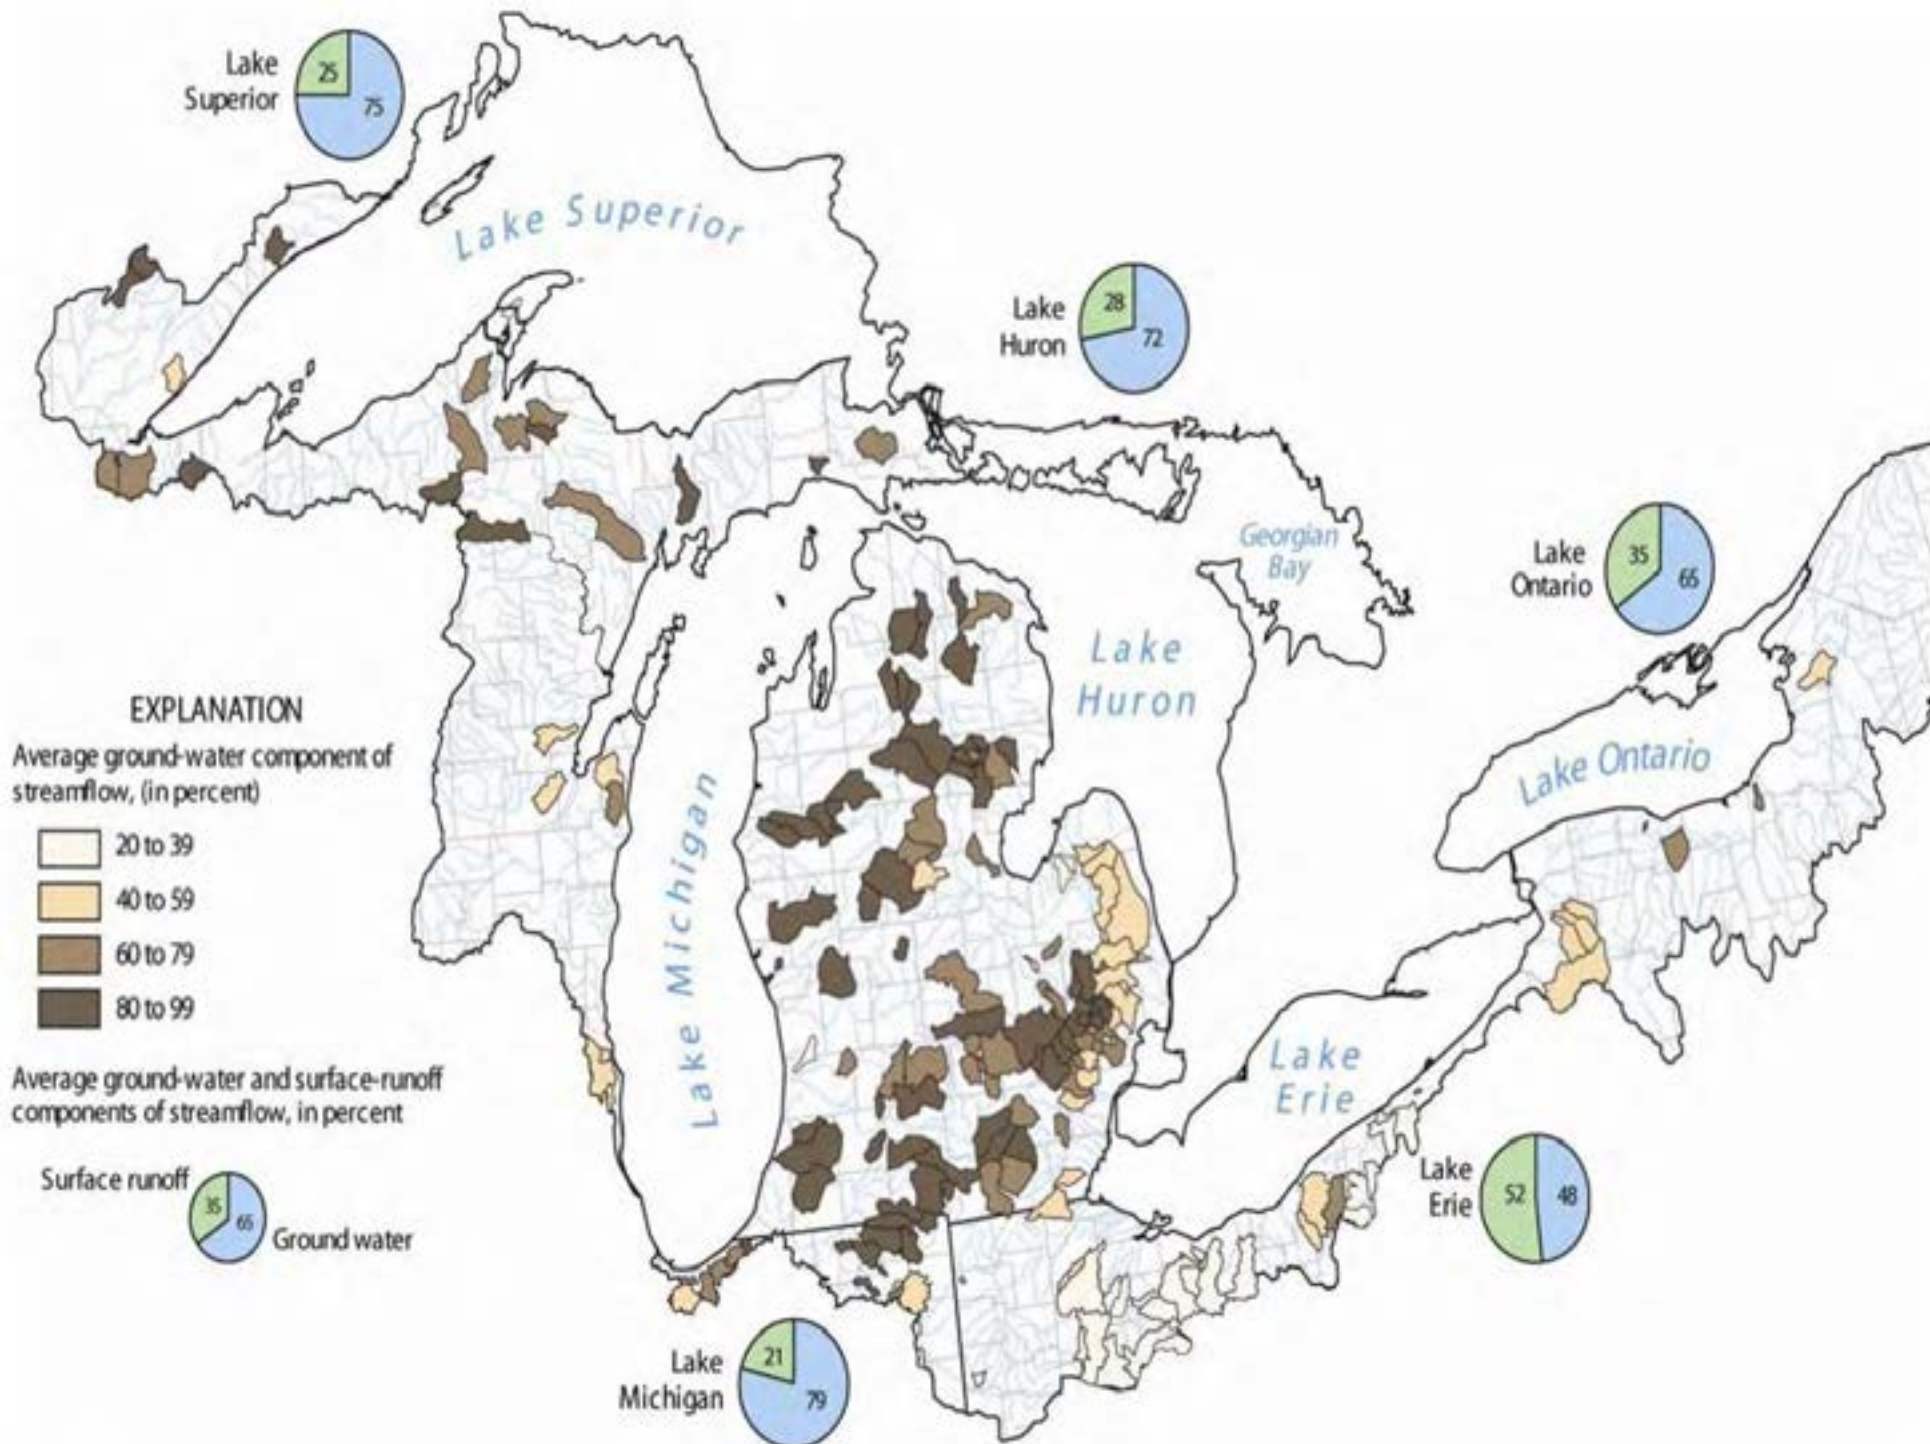 Lake
Superior
25
75
Lake Superior
Lake
Huron
28
72
Georgian
Bay
Lake
Ontario
35
65
Lake
Huron
Lake Ontario
EXPLANATION
Average ground-water component of
streamflow, (in percent)
20 to 39
40 to 59
60 to 79
80 to 99
Lake Michigan
Average ground-water and surface-runoff
components of streamflow, in percent
Surface runoff
35
65
Ground water
Lake
Erie
Lake
Erie
52
48
Lake
Michigan
21
79